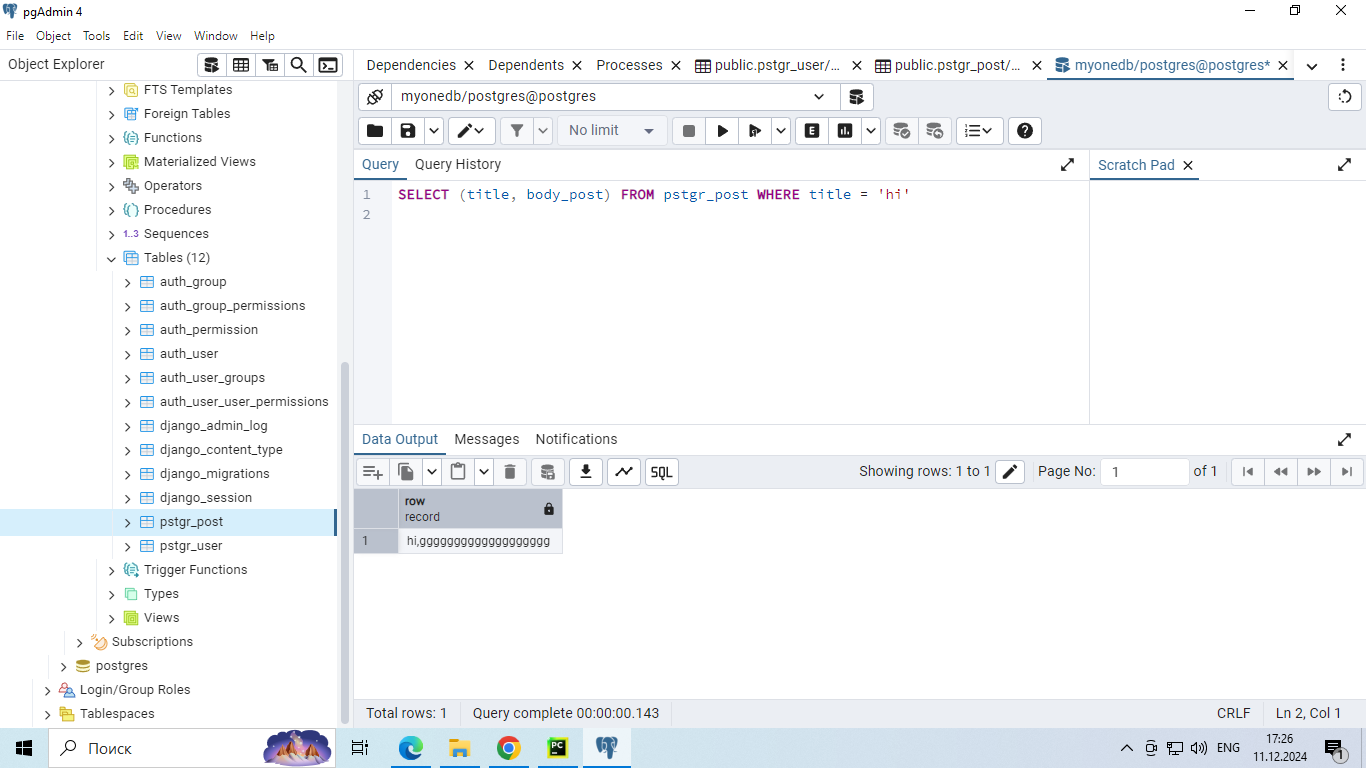 pgAdmin 4
File Object Tools Edit View Window Help
Object Explorer
Dependencies Dependents Processes public.pstgr_user/... public.pstgr_post/... myonedb/postgres@postgres*
myonedb/postgres@postgres
No limit
E
Query Query History
Scratch Pad
1 SELECT (title, body_post) FROM pstgr_post WHERE title = 'hi'
2
FTS Templates
Foreign Tables
Functions
Materialized Views
Operators
Procedures
1..3 Sequences
Tables (12)
auth_group
auth_group_permissions
auth_permission
auth_user
auth_user_groups
auth_user_user_permissions
django_admin_log
django_content_type
django_migrations
django_session
pstgr_post
pstgr_user
Trigger Functions
Types
Views
Subscriptions
postgres
Login/Group Roles
Tablespaces
Data Output Messages Notifications
SQL
Showing rows: 1 to 1
Page No: 1 of 1
row
record
1 hi,ggggggggggggggggggg
Total rows: 1 Query complete 00:00:00.143
CRLF Ln 2, Col 1
Поиск
PC
ENG
17:26
11.12.2024
1